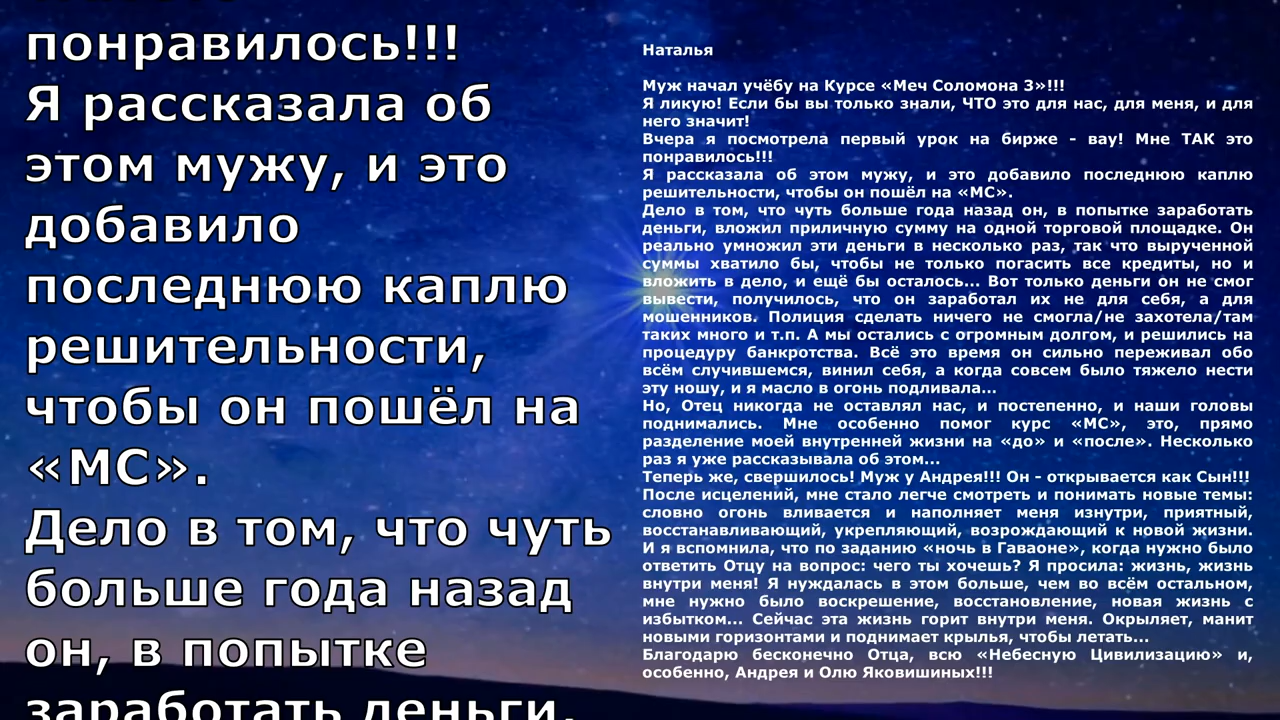 понравилось!!!
Я рассказала об
этом мужу, и это
добавило
последнюю каплю
решительности,
чтобы он пошёл на
«МС».
Дело в том, что чуть
больше года назад
он, в попытке
заработать деньги,
Наталья
Муж начал учёбу на Курсе «Меч Соломона 3»!!!
Я ликую! Если бы вы только знали, ЧТО это для нас, для меня, и для
него значит!
Вчера я посмотрела первый урок на бирже - вау! Мне ТАК это
понравилось!!!
Я рассказала об этом мужу, и это добавило последнюю каплю
решительности, чтобы он пошёл на «МС».
Дело в том, что чуть больше года назад он, в попытке заработать
деньги, вложил приличную сумму на одной торговой площадке. Он
реально умножил эти деньги в несколько раз, так что вырученной
суммы хватило бы, чтобы не только погасить все кредиты, но и
вложить в дело, и ещё бы осталось... Вот только деньги он не смог
вывести, получилось, что он заработал их не для себя, а для
мошенников. Полиция сделать ничего не смогла/не захотела/там
таких много и т.п. А мы остались с огромным долгом, и решились на
процедуру банкротства. Всё это время он сильно переживал обо
всём случившемся, винил себя, а когда совсем было тяжело нести
эту ношу, и я масло в огонь подливала...
Но, Отец никогда не оставлял нас, и постепенно, и наши головы
поднимались. Мне особенно помог курс «МС», это, прямо
разделение моей внутренней жизни на «до» и «после». Несколько
раз я уже рассказывала об этом...
Теперь же, свершилось! Муж у Андрея!!! Он - открывается как Сын!!!
После исцелений, мне стало легче смотреть и понимать новые темы:
словно огонь вливается и наполняет меня изнутри, приятный,
восстанавливающий, укрепляющий, возрождающий к новой жизни.
И я вспомнила, что по заданию «ночь в Гаваоне», когда нужно было
ответить Отцу на вопрос: чего ты хочешь? Я просила: жизнь, жизнь
внутри меня! Я нуждалась в этом больше, чем во всём остальном,
мне нужно было воскрешение, восстановление, новая жизнь с
избытком... Сейчас эта жизнь горит внутри меня. Окрыляет, манит
новыми горизонтами и поднимает крылья, чтобы летать...
Благодарю бесконечно Отца, всю «Небесную Цивилизацию» и,
особенно, Андрея и Олю Яковишиных!!!